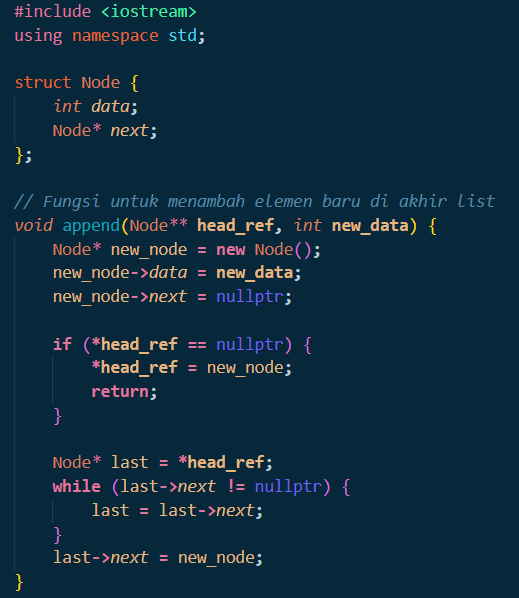 #include <iostream>
using namespace std;
struct Node {
int data;
Node* next;
};
// Fungsi untuk menambah elemen baru di akhir list
void append(Node** head_ref, int new_data) {
Node* new_node = new Node();
new_node->data = new_data;
new_node->next = nullptr;
if (*head_ref == nullptr) {
*head_ref = new_node;
return;
}
Node* last = *head_ref;
while (last->next != nullptr) {
last = last->next;
}
last->next = new_node;
}